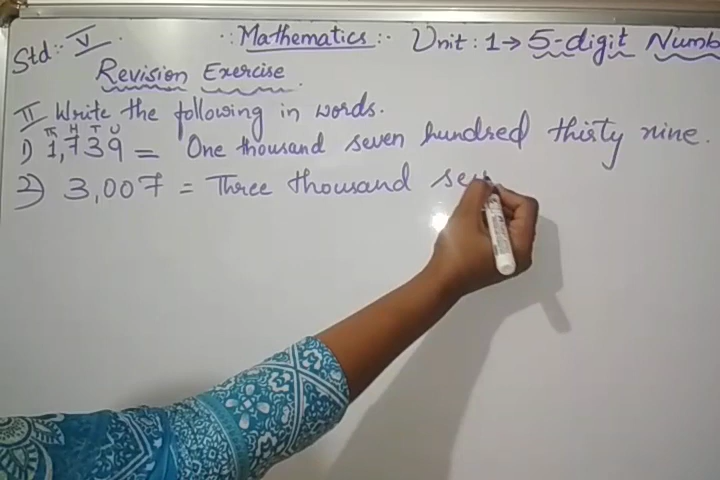 Std:- V. ∴ Mathematics ∴ Unit : 1 → 5-digit Numb
Revision Exercise.
II Write the following in words.
Th H T U
1) 1,739 = One thousand seven hundred thirty nine.
2) 3,007 = Three thousand sev